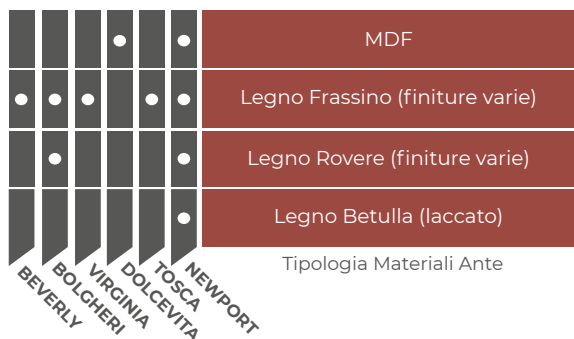 MDF
Legno Frassino (finiture varie)
Legno Rovere (finiture varie)
Legno Betulla (laccato)
Tipologia Materiali Ante
BEVERLY
BOLGHERI
VIRGINIA
DOLCEVITA
TOSCA
NEWPORT